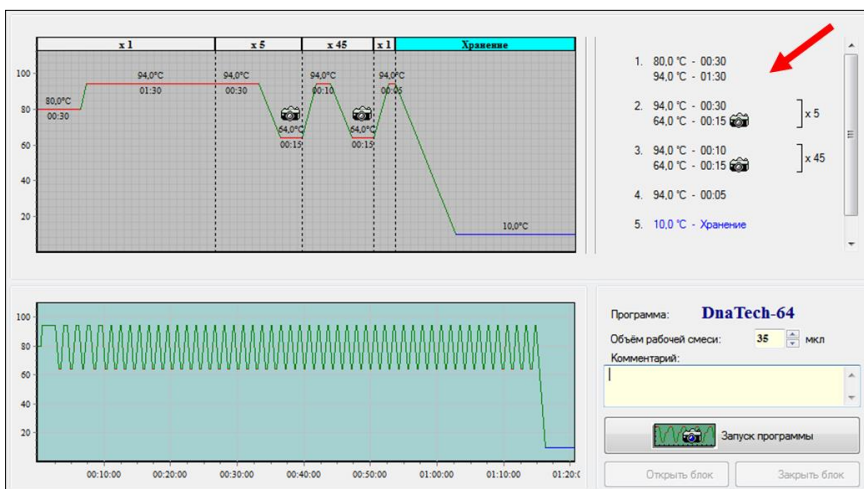 x 1 x 5 x 45 x 1 Хранение
100
80
60
40
20
80,0°C
00:30
94,0°C
01:30
94,0°C
00:30
64,0°C
00:15
94,0°C
00:10
64,0°C
00:15
94,0°C
00:05
10,0°C
1. 80,0 °C - 00:30
94,0 °C - 01:30
2. 94,0 °C - 00:30
64,0 °C - 00:15
x 5
3. 94,0 °C - 00:10
64,0 °C - 00:15
x 45
4. 94,0 °C - 00:05
5. 10,0 °C - Хранение
100
80
60
40
20
00:10:00 00:20:00 00:30:00 00:40:00 00:50:00 01:00:00 01:10:00 01:20:0
Программа: DnaTech-64
Объём рабочей смеси: 35 мкл
Комментарий:
Запуск программы
Открыть блок Закрыть блок